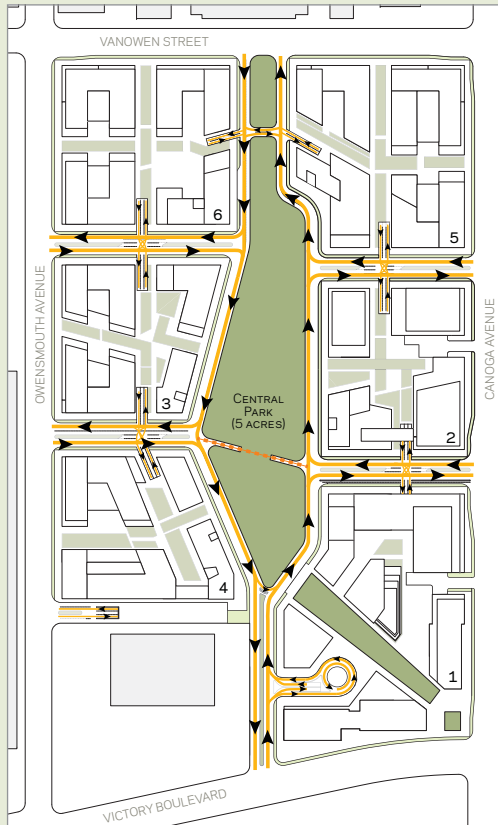 VANOWEN STREET
6
5
OWENSMOUTH AVENUE
CANOGA AVENUE
3
CENTRAL
PARK
(5 ACRES)
2
4
1
VICTORY BOULEVARD